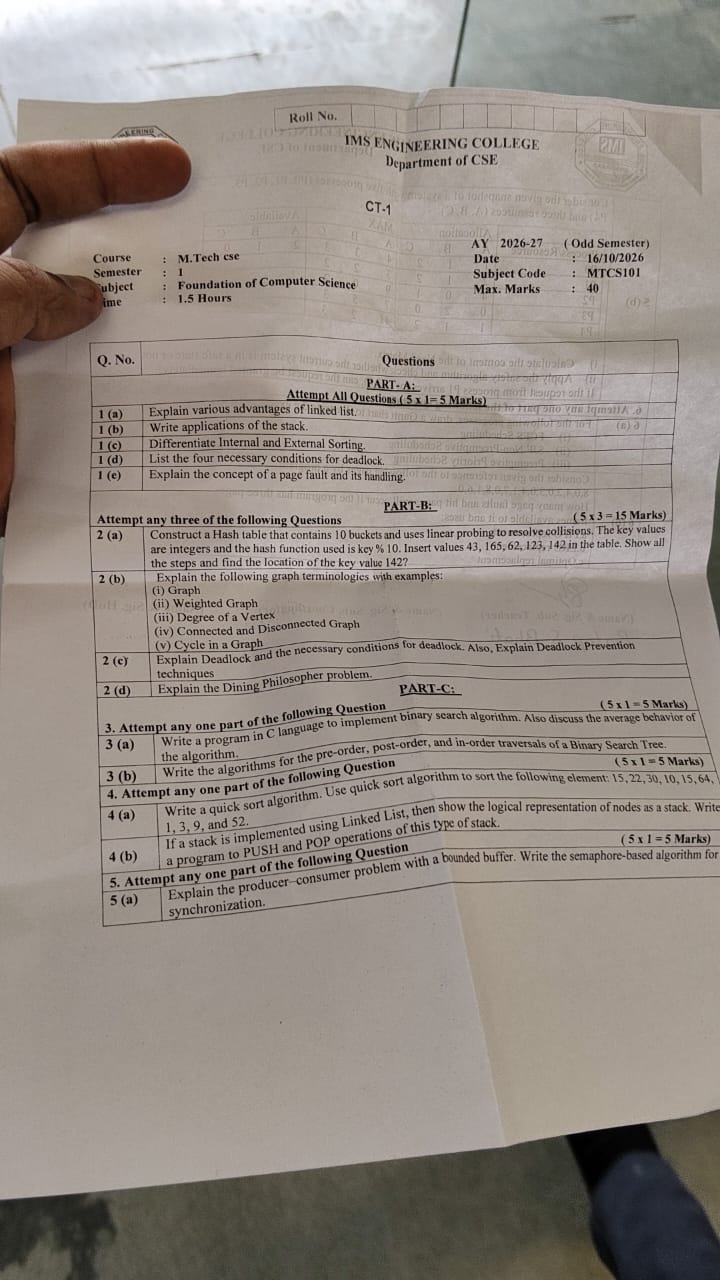 Roll No.
IMS ENGINEERING COLLEGE
Department of CSE
CT-1
Course : M.Tech cse
Semester : 1
ubject : Foundation of Computer Science
ime : 1.5 Hours
AY 2026-27 ( Odd Semester)
Date : 16/10/2026
Subject Code : MTCS101
Max. Marks : 40
Q. No. Questions
PART- A:
Attempt All Questions ( 5 x 1= 5 Marks)
1 (a) Explain various advantages of linked list.
1 (b) Write applications of the stack.
1 (c) Differentiate Internal and External Sorting.
1 (d) List the four necessary conditions for deadlock.
1 (e) Explain the concept of a page fault and its handling.
PART-B:
Attempt any three of the following Questions ( 5 x 3 = 15 Marks)
2 (a) Construct a Hash table that contains 10 buckets and uses linear probing to resolve collisions. The key values
are integers and the hash function used is key % 10. Insert values 43, 165, 62, 123, 142 in the table. Show all
the steps and find the location of the key value 142?
2 (b) Explain the following graph terminologies with examples:
(i) Graph
(ii) Weighted Graph
(iii) Degree of a Vertex
(iv) Connected and Disconnected Graph
(v) Cycle in a Graph
2 (c) Explain Deadlock and the necessary conditions for deadlock. Also, Explain Deadlock Prevention
techniques
2 (d) Explain the Dining Philosopher problem.
PART-C:
3. Attempt any one part of the following Question ( 5 x 1 = 5 Marks)
3 (a) Write a program in C language to implement binary search algorithm. Also discuss the average behavior of
the algorithm.
3 (b) Write the algorithms for the pre-order, post-order, and in-order traversals of a Binary Search Tree.
4. Attempt any one part of the following Question ( 5 x 1 = 5 Marks)
4 (a) Write a quick sort algorithm. Use quick sort algorithm to sort the following element: 15, 22, 30, 10, 15, 64,
1, 3, 9, and 52.
4 (b) If a stack is implemented using Linked List, then show the logical representation of nodes as a stack. Write
a program to PUSH and POP operations of this type of stack.
5. Attempt any one part of the following Question ( 5 x 1 = 5 Marks)
5 (a) Explain the producer–consumer problem with a bounded buffer. Write the semaphore-based algorithm for
synchronization.